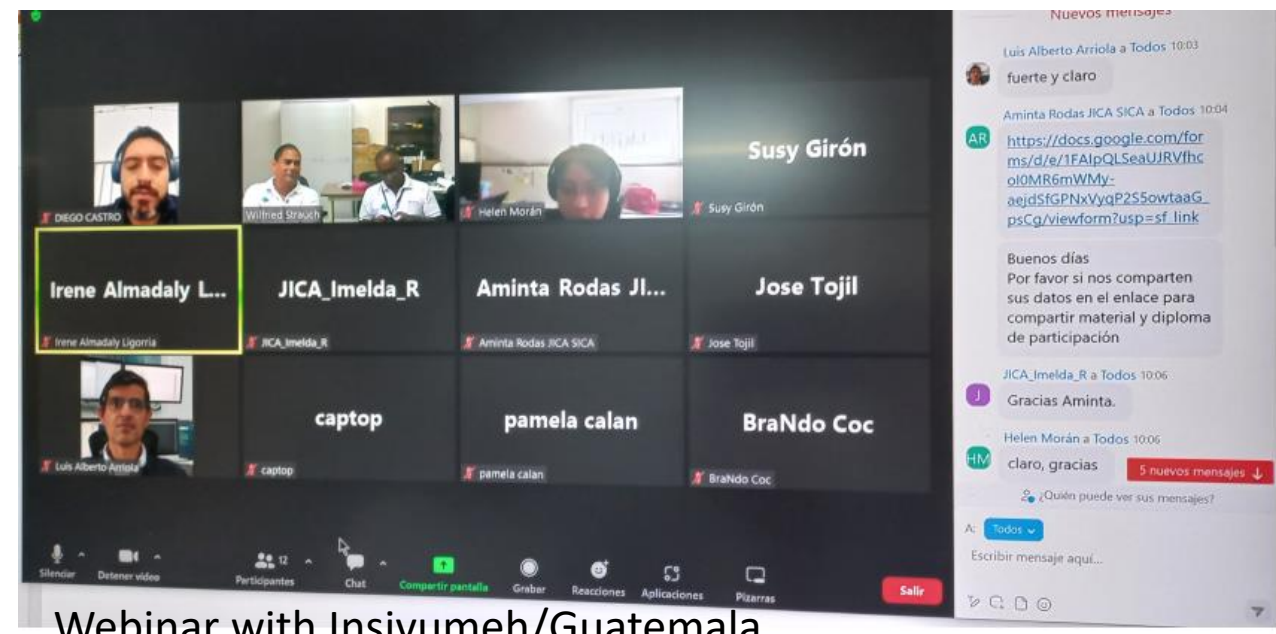 Susy Girón
DIEGO CASTRO
Wilfried Strauch
Helen Morán
Susy Girón
Irene Almadaly L...
JICA_Imelda_R
Aminta Rodas JI...
Jose Tojil
Irene Almadaly Ligorria
JICA_Imelda_R
Aminta Rodas JICA SICA
Jose Tojil
captop
pamela calan
BraNdo Coc
Luis Alberto Arriola
captop
pamela calan
BraNdo Coc
Silenciar
Detener video
12
Participantes
Chat
Compartir pantalla
Grabar
Reacciones
Aplicaciones
Pizarras
Salir
Nuevos mensajes
Luis Alberto Arriola a Todos 10:03
fuerte y claro
Aminta Rodas JICA SICA a Todos 10:04
AR
https://docs.google.com/for
ms/d/e/1FAIpQLSeaUJRVfhc
ol0MR6mWMy-
aejdSfGPNxVyqP2S5owtaaG_
psCg/viewform?usp=sf_link
Buenos días
Por favor si nos comparten
sus datos en el enlace para
compartir material y diploma
de participación
JICA_Imelda_R a Todos 10:06
J
Gracias Aminta.
Helen Morán a Todos 10:06
HM
claro, gracias
5 nuevos mensajes
¿Quién puede ver sus mensajes?
A: Todos
Escribir mensaje aquí...
Webinar with Insivumeh/Guatemala